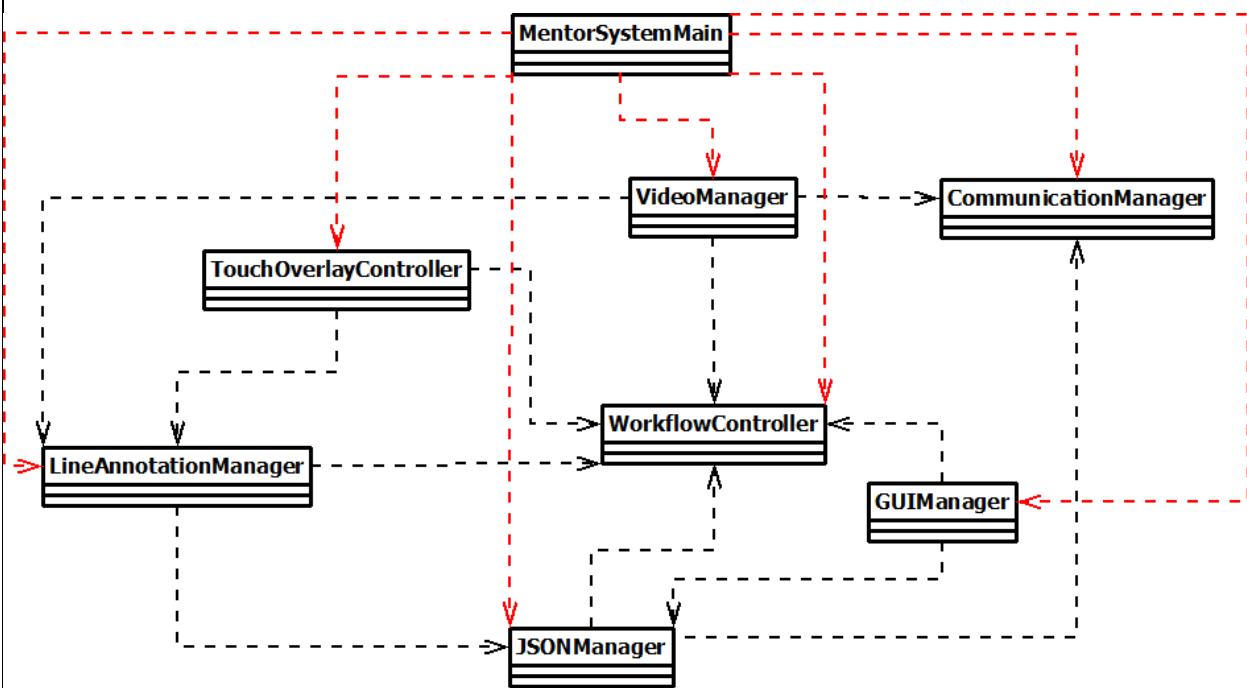 MentorSystemMain
VideoManager
CommunicationManager
TouchOverlayController
WorkflowController
LineAnnotationManager
GUIManager
JSONManager